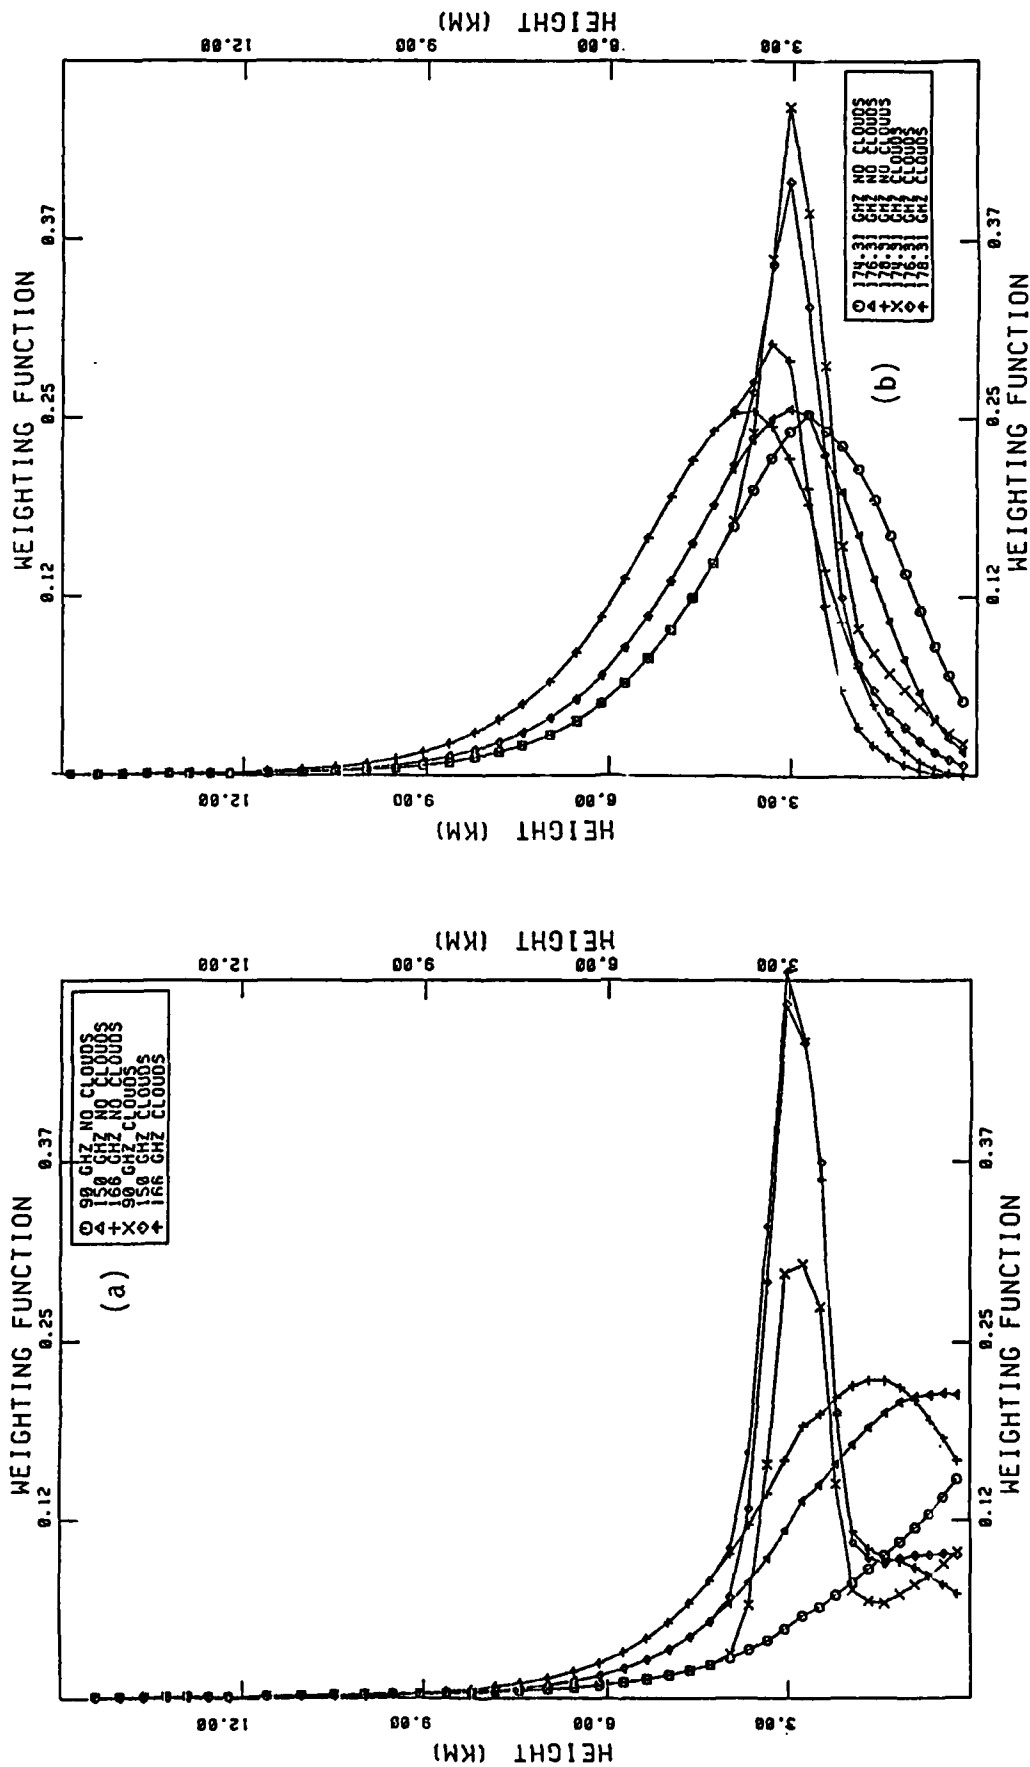 WEIGHTING FUNCTION
0.12
0.25
0.37
HEIGHT (KM)
12.00
9.00
6.00
3.00
HEIGHT (KM)
12.00
9.00
6.00
3.00
174.31 GHZ NO CLOUDS
176.31 GHZ NO CLOUDS
GHZ NO CLOUDS
GHZ CLOUDS
176.31 GHZ CLOUDS
178.31 GHZ CLOUDS
(b)
0.12
0.25
0.37
WEIGHTING FUNCTION
WEIGHTING FUNCTION
0.12
0.25
0.37
HEIGHT (KM)
12.00
9.00
6.00
3.00
HEIGHT (KM)
12.00
9.00
6.00
3.00
90 GHZ NO CLOUDS
150 GHZ NO CLOUDS
166 GHZ NO CLOUDS
90 GHZ CLOUDS
150 GHZ CLOUDS
166 GHZ CLOUDS
(a)
0.12
0.25
0.37
WEIGHTING FUNCTION